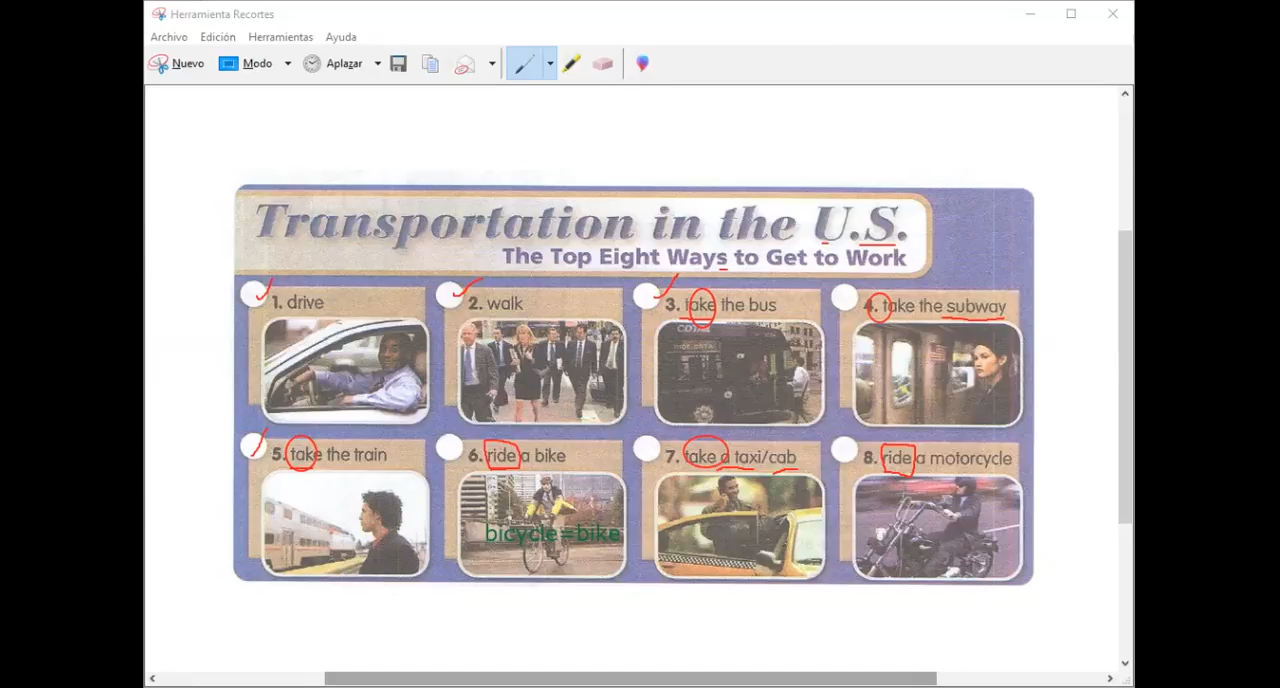 Herramienta Recortes
Archivo Edición Herramientas Ayuda
Nuevo Modo Aplazar
Transportation in the U.S.
The Top Eight Ways to Get to Work
1. drive
2. walk
3. take the bus
4. take the subway
5. take the train
6. ride a bike
bicycle=bike
7. take a taxi/cab
8. ride a motorcycle